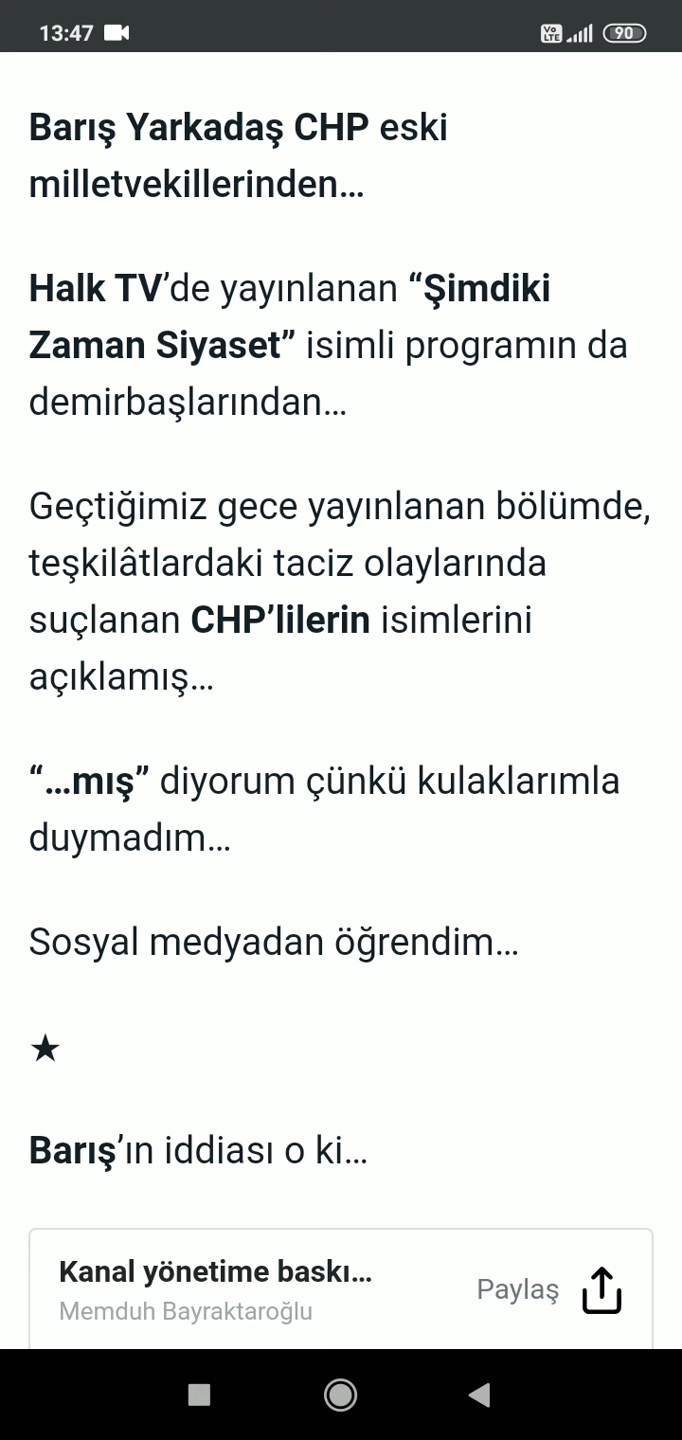 13:47
Vo LTE
90
Barış Yarkadaş CHP eski
milletvekillerinden…
Halk TV’de yayınlanan “Şimdiki
Zaman Siyaset” isimli programın da
demirbaşlarından…
Geçtiğimiz gece yayınlanan bölümde,
teşkilâtlardaki taciz olaylarında
suçlanan CHP’lilerin isimlerini
açıklamış…
“…mış” diyorum çünkü kulaklarımla
duymadım…
Sosyal medyadan öğrendim…
★
Barış’ın iddiası o ki…
Kanal yönetime baskı…
Memduh Bayraktaroğlu
Paylaş